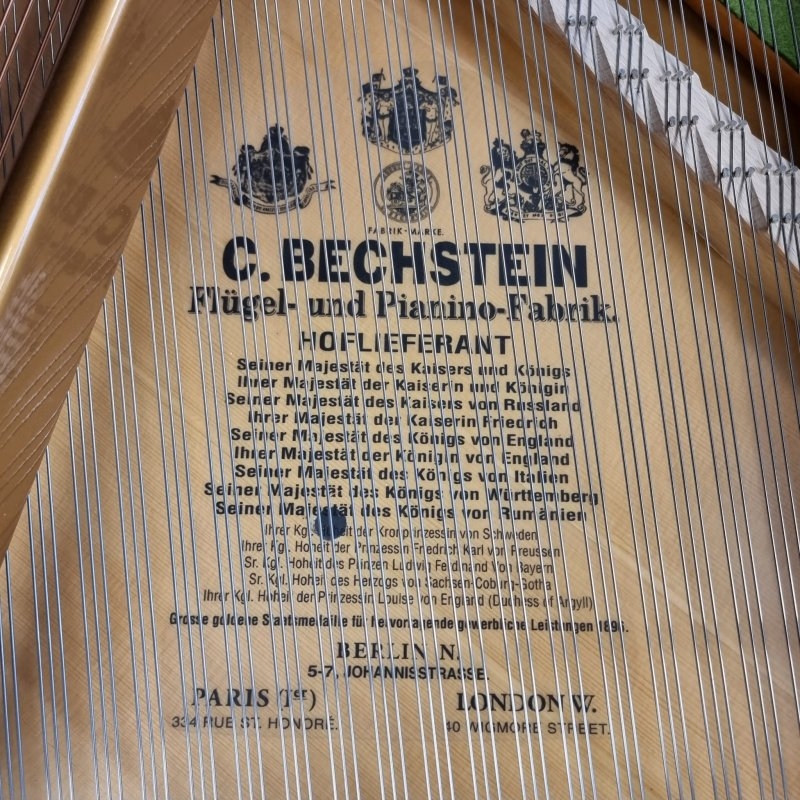 FABRIK-MARKE.
C. BECHSTEIN
Flügel- und Pianino-Fabrik.
HOFLIEFERANT
Seiner Majestät des Kaisers und Königs
Ihrer Majestät der Kaiserin und Königin
Seiner Majestät des Kaisers von Russland
Ihrer Majestät der Kaiserin Friedrich
Seiner Majestät des Königs von England
Ihrer Majestät der Königin von England
Seiner Majestät des Königs von Italien
Seiner Majestät des Königs von Württemberg
Seiner Majestät des Königs von Rumänien
Ihrer Kgl. Hoheit der Kronprinzessin von Schweden
Ihrer Kgl. Hoheit der Prinzessin Friedrich Karl von Preussen
Sr. Kgl. Hoheit des Prinzen Ludwig Ferdinand Von Bayern
Sr. Kgl. Hoheit des Herzogs von Sachsen-Coburg-Gotha
Ihrer Kgl. Hoheit der Prinzessin Louise von England (Duchess of Argyll)
Grosse goldene Staatsmedaille für hervorragende gewerbliche Leistungen 1896.
BERLIN N.
5-7, JOHANNISSTRASSE.
PARIS (1er) LONDON W.
334 RUE ST. HONORÉ. 40 WIGMORE STREET.